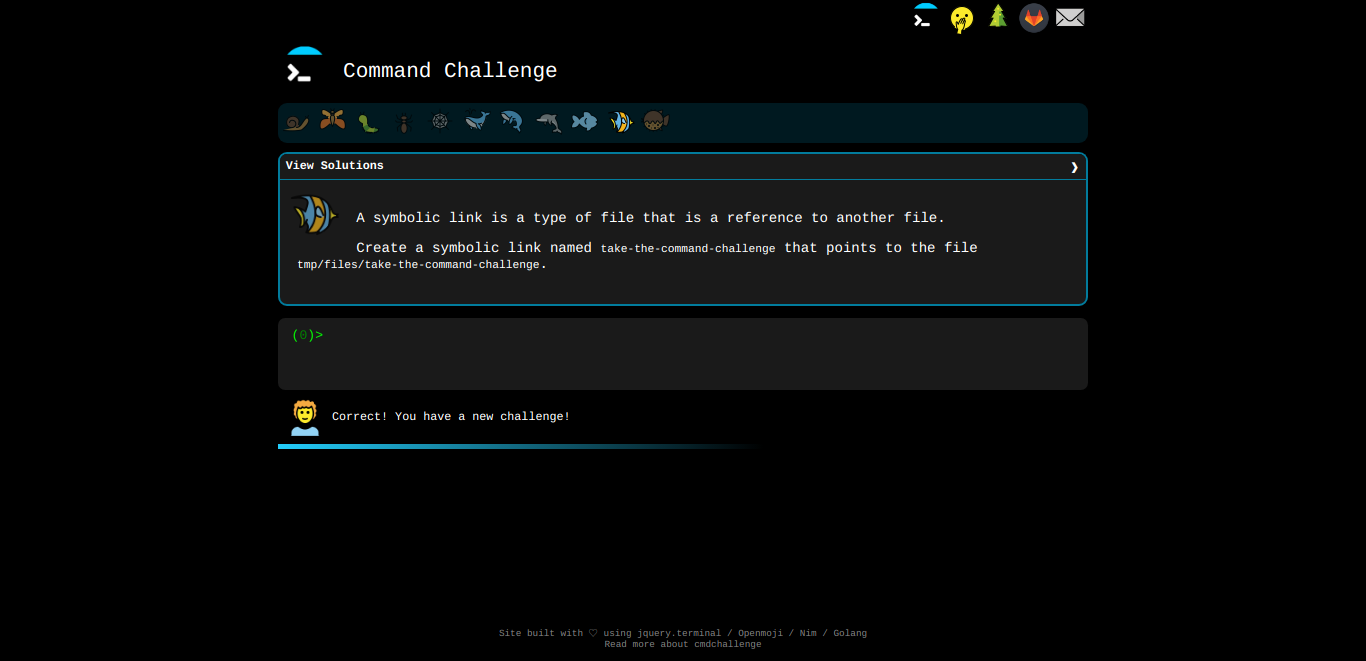 Command Challenge
View Solutions
A symbolic link is a type of file that is a reference to another file.
Create a symbolic link named take-the-command-challenge that points to the file
tmp/files/take-the-command-challenge.
(0)>
Correct! You have a new challenge!
Site built with ♡ using jquery.terminal / Openmoji / Nim / Golang
Read more about cmdchallenge